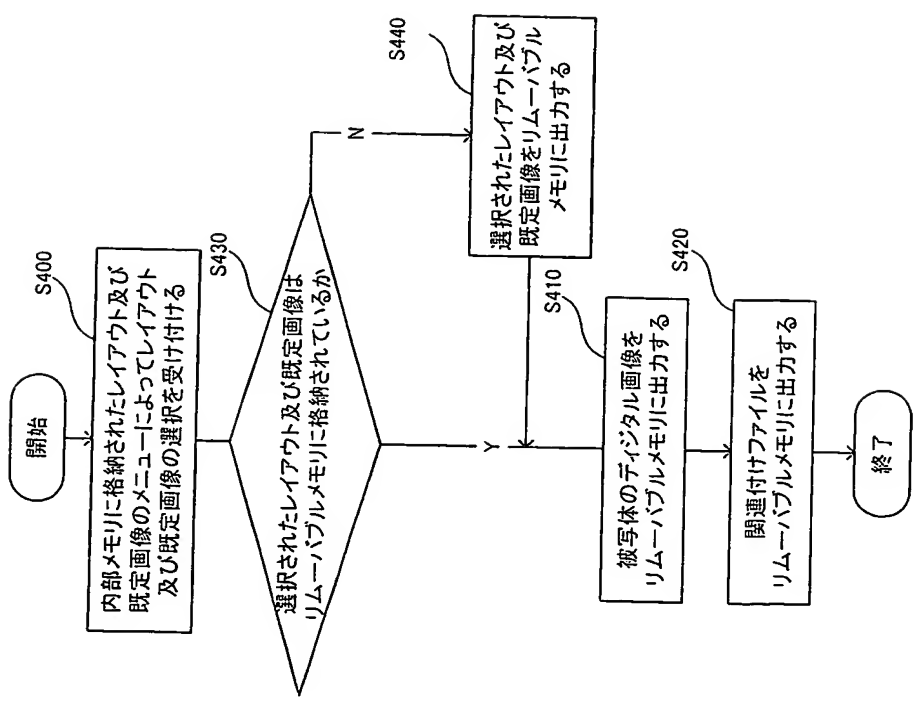 開始
S400
内部メモリに格納されたレイアウト及び
既定画像のメニューによってレイアウト
及び既定画像の選択を受け付ける
S430
選択されたレイアウト及び既定画像は
リムーバブルメモリに格納されているか
N
S440
選択されたレイアウト及び
既定画像をリムーバブル
メモリに出力する
Y
S410
被写体のディジタル画像を
リムーバブルメモリに出力する
S420
関連付けファイルを
リムーバブルメモリに出力する
終了